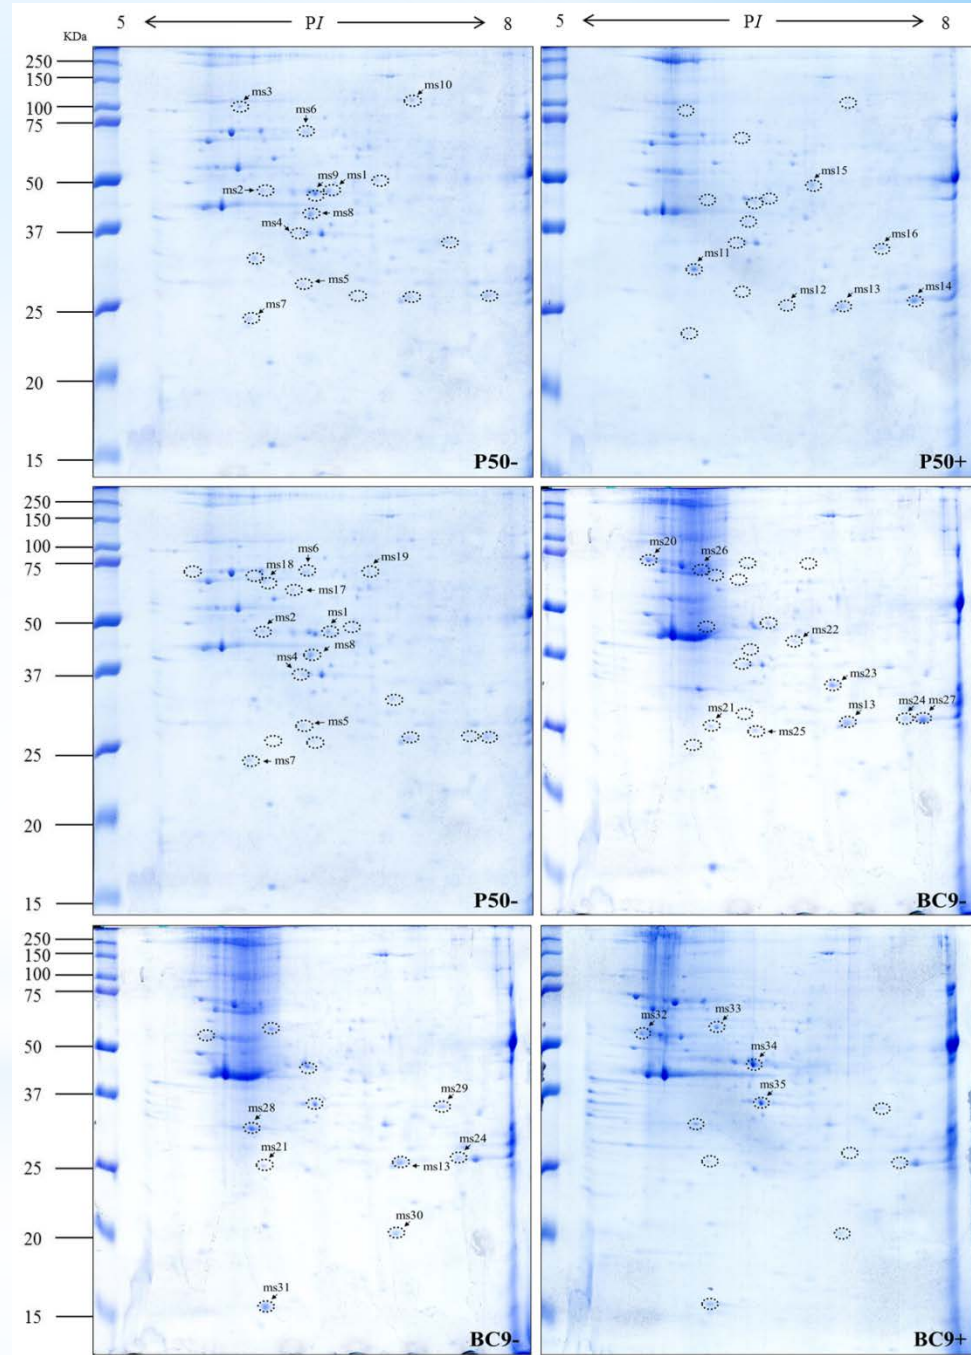 5 PI 8
KDa
250
150
100
75
50
37
25
20
15
ms3
ms10
ms6
ms9
ms1
ms2
ms8
ms4
ms5
ms7
P50-
ms15
ms16
ms11
ms12
ms13
ms14
P50+
250
150
100
75
50
37
25
20
15
ms6
ms19
ms18
ms17
ms1
ms2
ms8
ms4
ms5
ms7
P50-
ms20
ms26
ms22
ms23
ms21
ms13
ms24
ms27
ms25
BC9-
250
150
100
75
50
37
25
20
15
ms29
ms28
ms21
ms24
ms13
ms30
ms31
BC9-
ms32
ms33
ms34
ms35
BC9+
5 PI 8